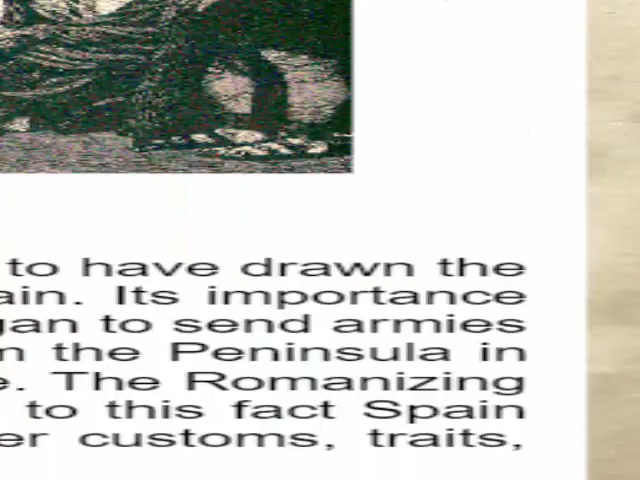 to have drawn the
ain. Its importance
gan to send armies
n the Peninsula in
e. The Romanizing
to this fact Spain
er customs, traits,